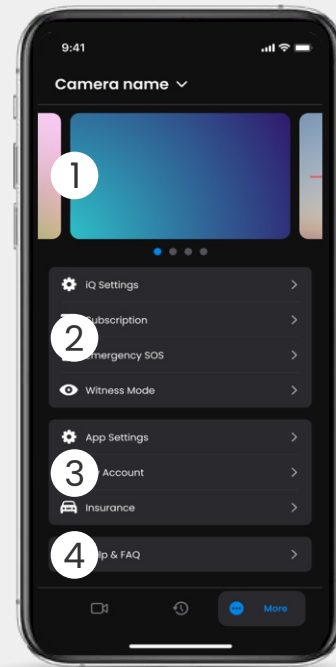 9:41
Camera name
1
iQ Settings
Subscription
2
Emergency SOS
Witness Mode
App Settings
3
Account
Insurance
4
& FAQ
More